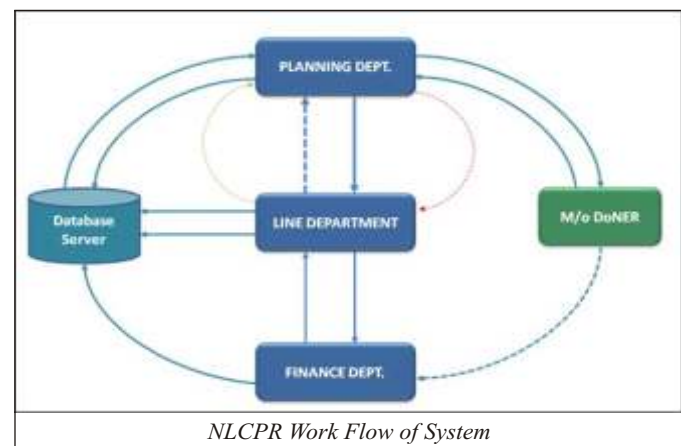 PLANNING DEPT.
Database
Server
LINE DEPARTMENT
M/o DoNER
FINANCE DEPT.
NLCPR Work Flow of System